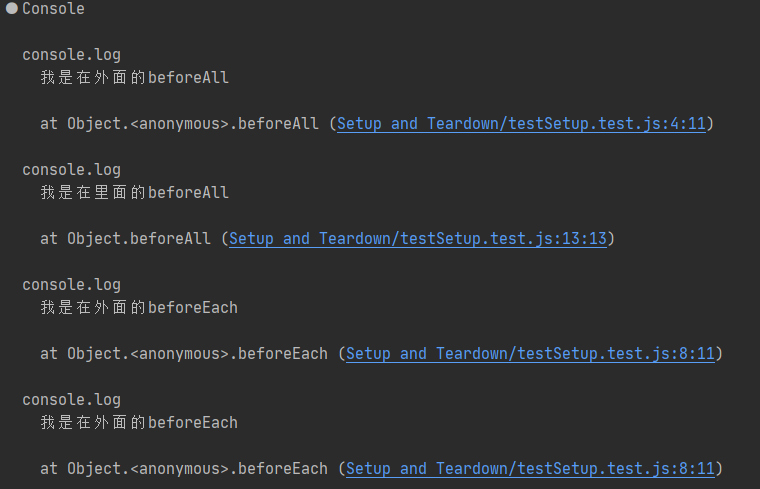 Console
console.log
我是在外面的beforeAll
at Object.<anonymous>.beforeAll (Setup and Teardown/testSetup.test.js:4:11)
console.log
我是在里面的beforeAll
at Object.beforeAll (Setup and Teardown/testSetup.test.js:13:13)
console.log
我是在外面的beforeEach
at Object.<anonymous>.beforeEach (Setup and Teardown/testSetup.test.js:8:11)
console.log
我是在外面的beforeEach
at Object.<anonymous>.beforeEach (Setup and Teardown/testSetup.test.js:8:11)